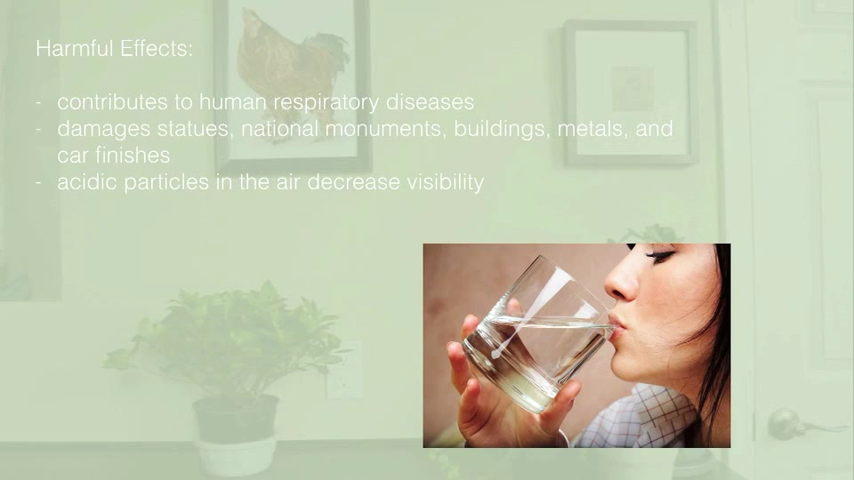 Harmful Effects:
- contributes to human respiratory diseases
- damages statues, national monuments, buildings, metals, and
car finishes
- acidic particles in the air decrease visibility